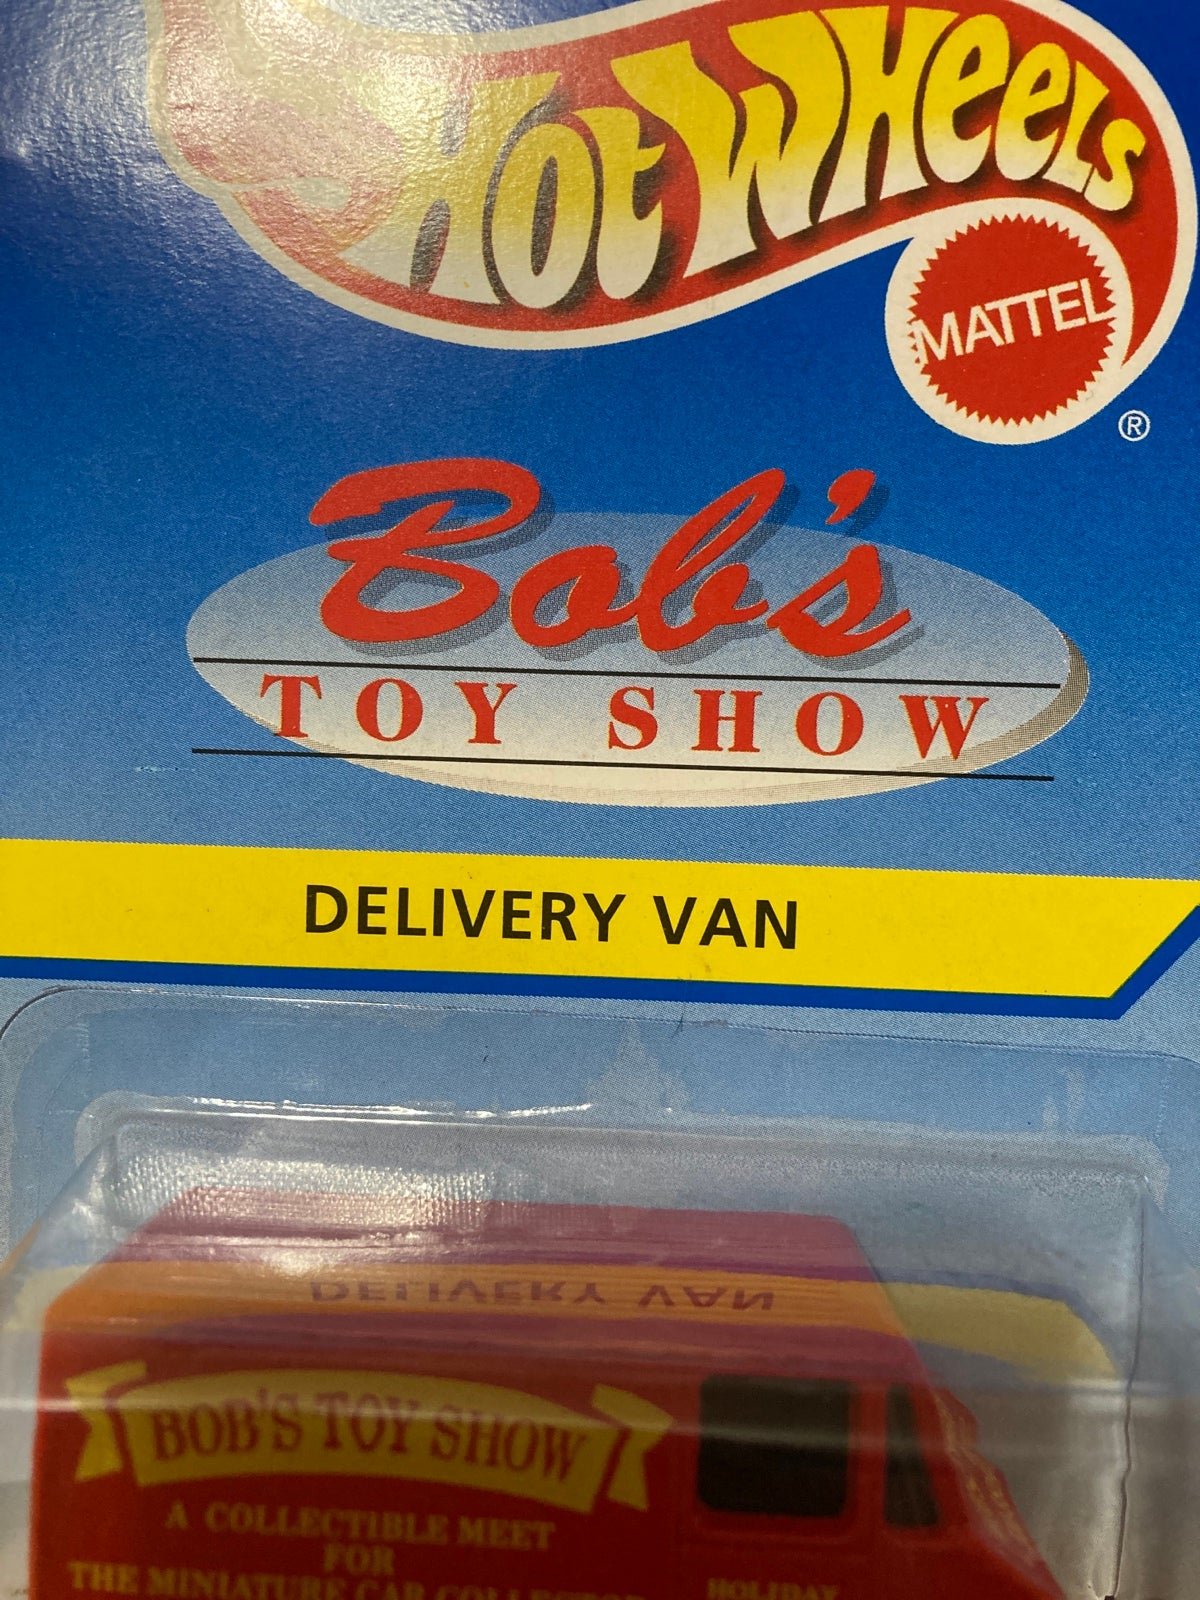 Hot Wheels
MATTEL
®
Bob's
TOY SHOW
DELIVERY VAN
DELIVERY VAN
BOB'S TOY SHOW
A COLLECTIBLE MEET
FOR
THE MINIATURE CAR COLLECTOR
HOLIDAY